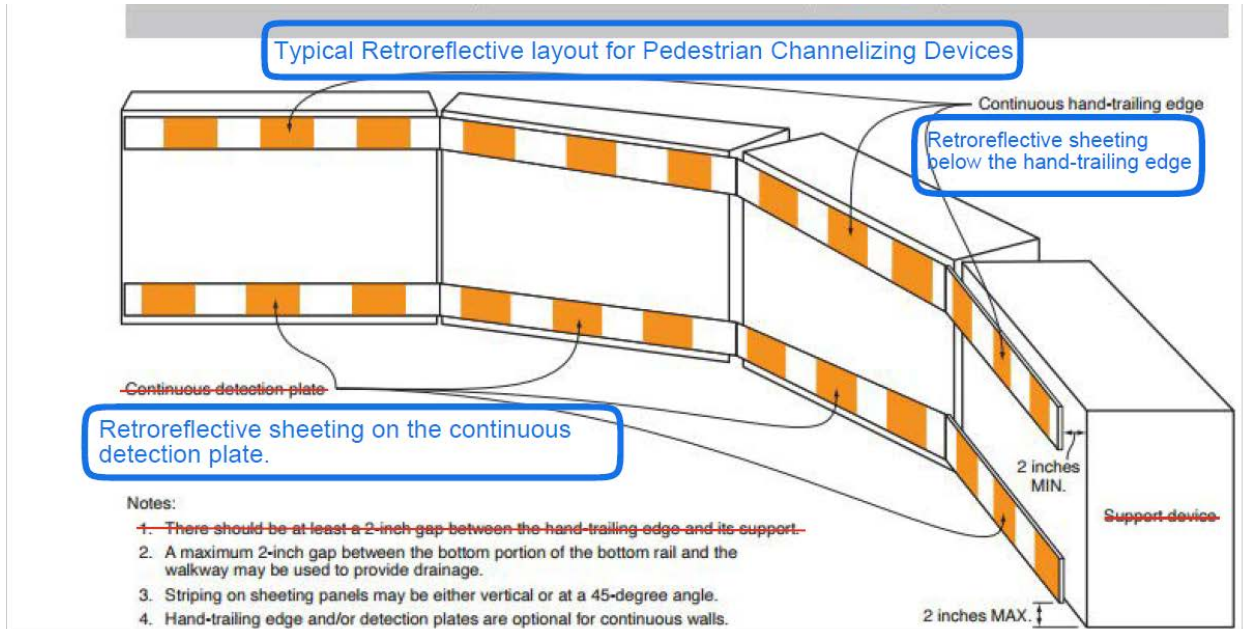 Typical Retroreflective layout for Pedestrian Channelizing Devices
Continuous hand-trailing edge
Retroreflective sheeting
below the hand-trailing edge
Continuous detection plate
Retroreflective sheeting on the continuous
detection plate.
2 inches
MIN.
Support device
Notes:
1. There should be at least a 2-inch gap between the hand-trailing edge and its support.
2. A maximum 2-inch gap between the bottom portion of the bottom rail and the
walkway may be used to provide drainage.
3. Striping on sheeting panels may be either vertical or at a 45-degree angle.
4. Hand-trailing edge and/or detection plates are optional for continuous walls.
2 inches MAX.